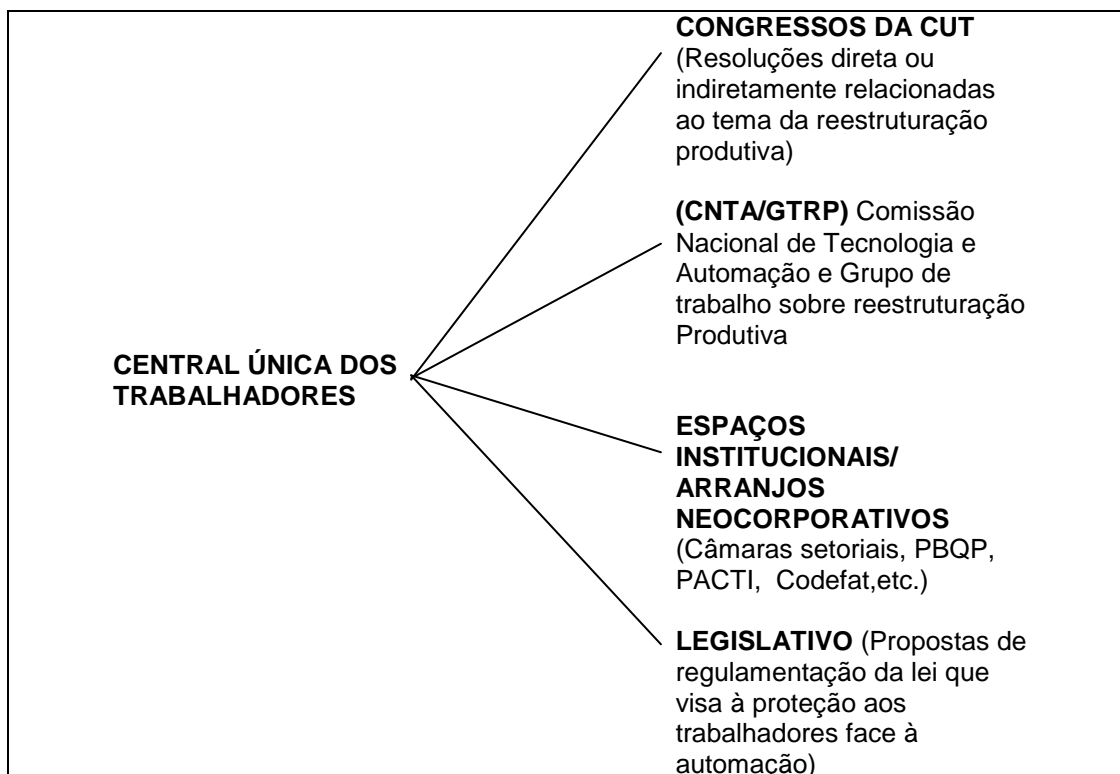 CONGRESSOS DA CUT
(Resoluções direta ou
indiretamente relacionadas
ao tema da reestruturação
produtiva)
(CNTA/GTRP) Comissão
Nacional de Tecnologia e
Automação e Grupo de
trabalho sobre reestruturação
Produtiva
CENTRAL ÚNICA DOS
TRABALHADORES
ESPAÇOS
INSTITUCIONAIS/
ARRANJOS
NEOCORPORATIVOS
(Câmaras setoriais, PBQP,
PACTI, Codefat,etc.)
LEGISLATIVO (Propostas de
regulamentação da lei que
visa à proteção aos
trabalhadores face à
automação)